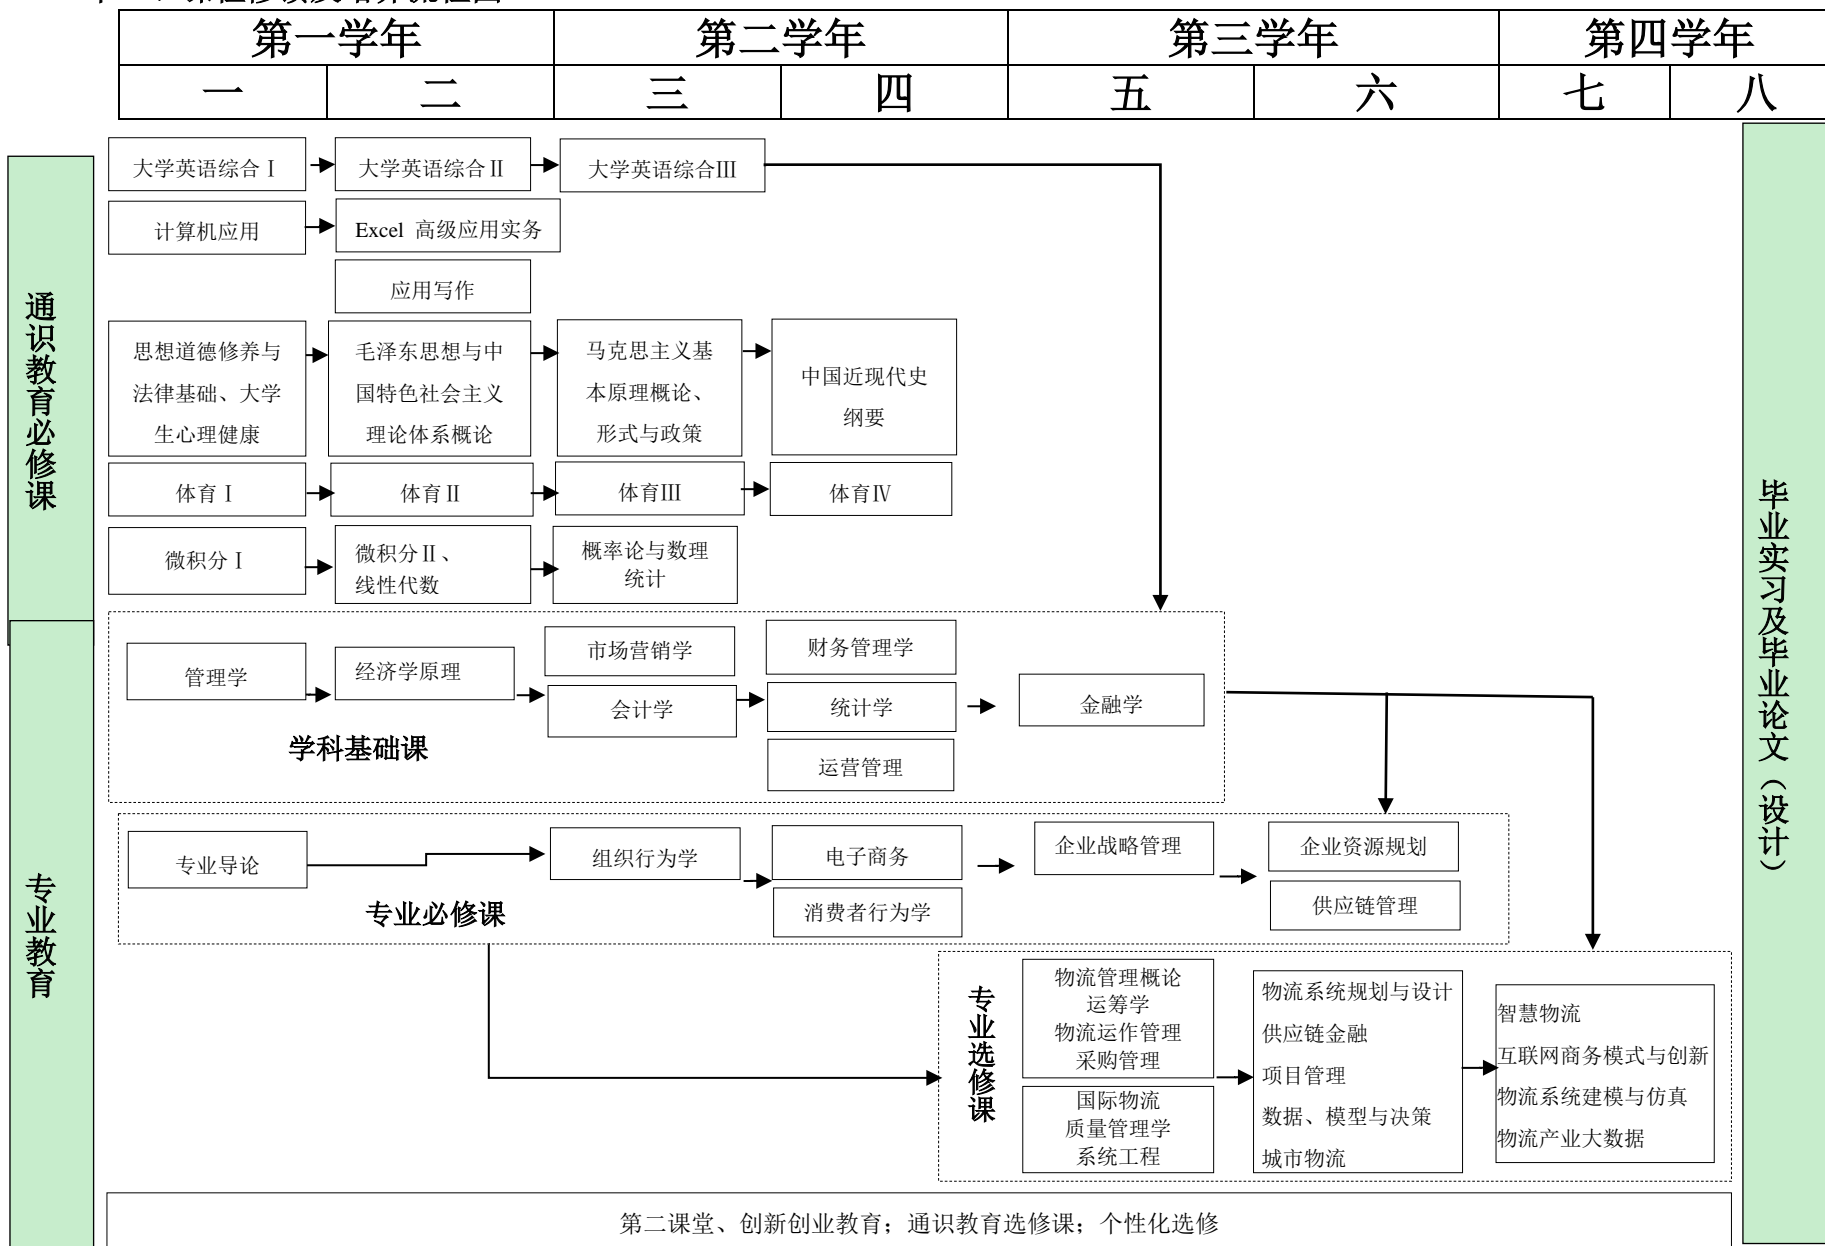 第一学年
第二学年
第三学年
第四学年
一
二
三
四
五
六
七
八
通识教育必修课
大学英语综合Ⅰ
大学英语综合Ⅱ
大学英语综合Ⅲ
计算机应用
Excel 高级应用实务
应用写作
思想道德修养与
法律基础、大学
生心理健康
毛泽东思想与中
国特色社会主义
理论体系概论
马克思主义基
本原理概论、
形式与政策
中国近现代史
纲要
体育Ⅰ
体育Ⅱ
体育Ⅲ
体育Ⅳ
微积分Ⅰ
微积分Ⅱ、
线性代数
概率论与数理
统计
专业教育
管理学
经济学原理
市场营销学
会计学
财务管理学
统计学
运营管理
金融学
学科基础课
专业导论
组织行为学
电子商务
消费者行为学
企业战略管理
企业资源规划
供应链管理
专业必修课
专业选修课
物流管理概论
运筹学
物流运作管理
采购管理
国际物流
质量管理学
系统工程
物流系统规划与设计
供应链金融
项目管理
数据、模型与决策
城市物流
智慧物流
互联网商务模式与创新
物流系统建模与仿真
物流产业大数据
毕业实习及毕业论文（设计）
第二课堂、创新创业教育；通识教育选修课；个性化选修